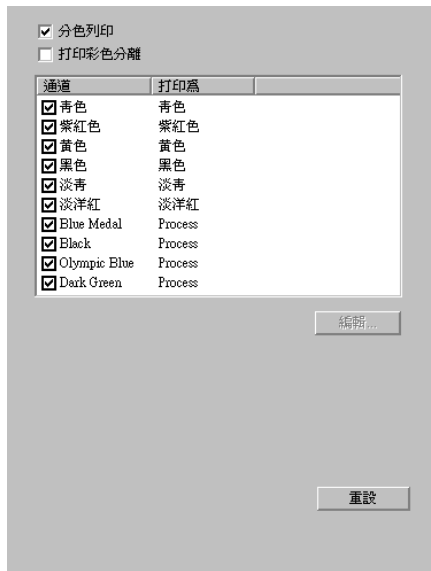 分色列印
打印彩色分離
通道 打印為
青色 青色
紫紅色 紫紅色
黃色 黃色
黑色 黑色
淡青 淡青
淡洋紅 淡洋紅
Blue Medal Process
Black Process
Olympic Blue Process
Dark Green Process
編輯...
重設